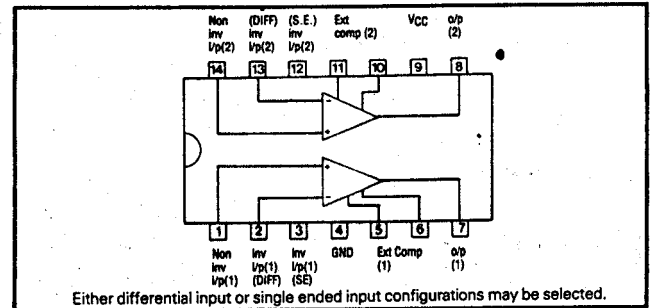 Non (DIFF) (S.E.) Ext VCC o/p
inv inv inv comp (2) (2)
I/p(2) I/p(2) I/p(2)
14 13 12 11 10 9 8
- +
+ -
1 2 3 4 5 6 7
Non Inv inv GND Ext Comp o/p
inv I/p(1) I/p(1) (1) (1)
I/p(1) (DIFF) (SE)
Either differential input or single ended input configurations may be selected.